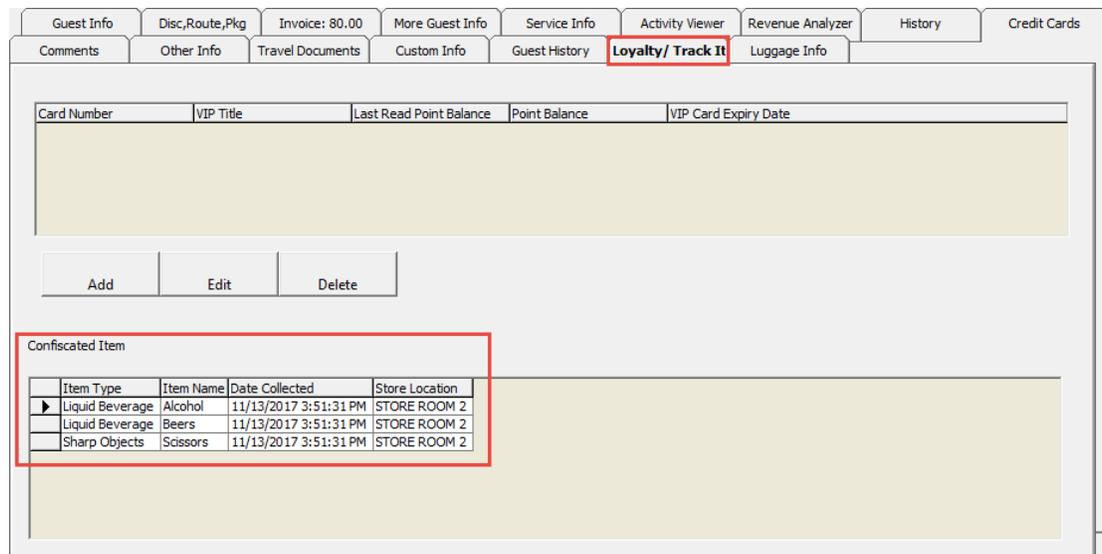 Guest Info Disc,Route,Pkg Invoice: 80.00 More Guest Info Service Info Activity Viewer Revenue Analyzer History Credit Cards
Comments Other Info Travel Documents Custom Info Guest History Loyalty/ Track It Luggage Info
Card Number VIP Title Last Read Point Balance Point Balance VIP Card Expiry Date
Add Edit Delete
Confiscated Item
Item Type Item Name Date Collected Store Location
Liquid Beverage Alcohol 11/13/2017 3:51:31 PM STORE ROOM 2
Liquid Beverage Beers 11/13/2017 3:51:31 PM STORE ROOM 2
Sharp Objects Scissors 11/13/2017 3:51:31 PM STORE ROOM 2